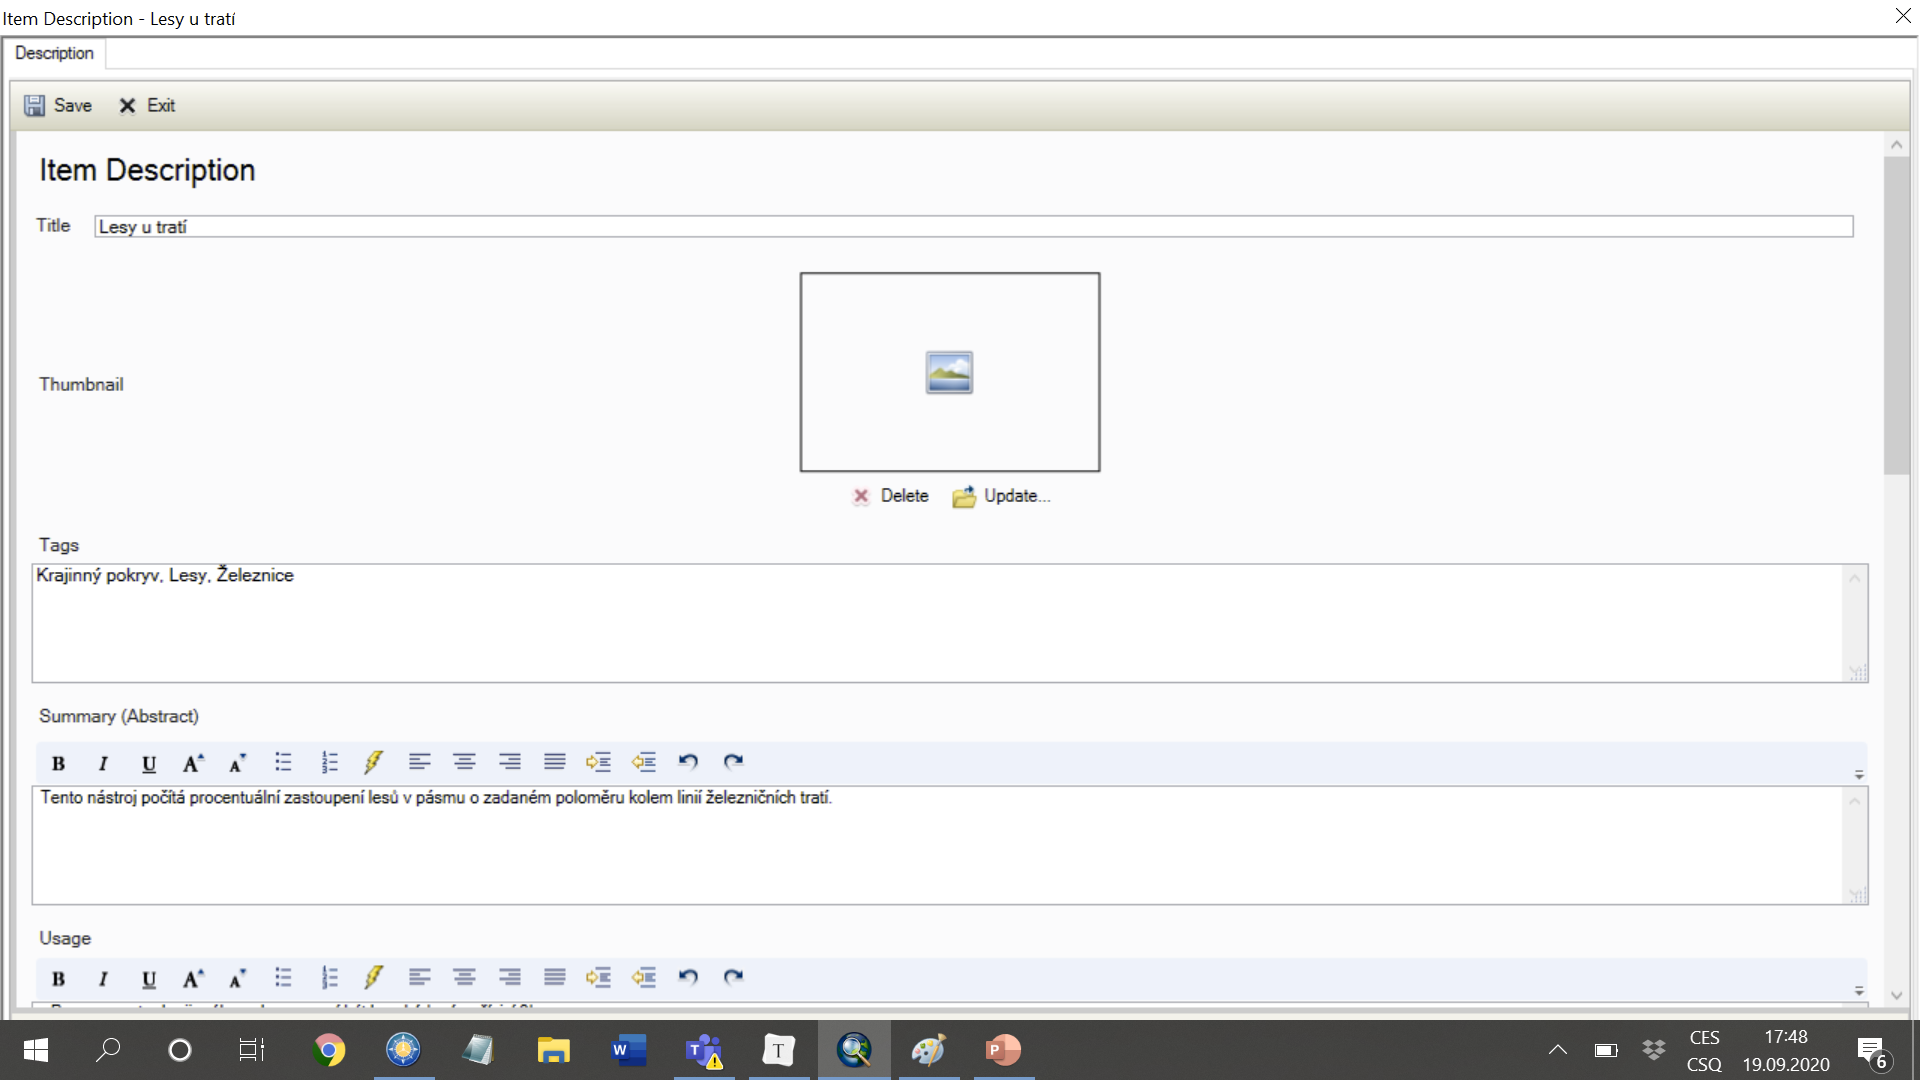 Item Description - Lesy u tratí
Description
Save Exit
Item Description
Title Lesy u tratí
Thumbnail
Delete Update...
Tags
Krajinný pokryv, Lesy, Železnice
Summary (Abstract)
B I U A A
Tento nástroj počítá procentuální zastoupení lesů v pásmu o zadaném poloměru kolem linií železničních tratí.
Usage
B I U A A
CES 17:48
CSQ 19.09.2020
6